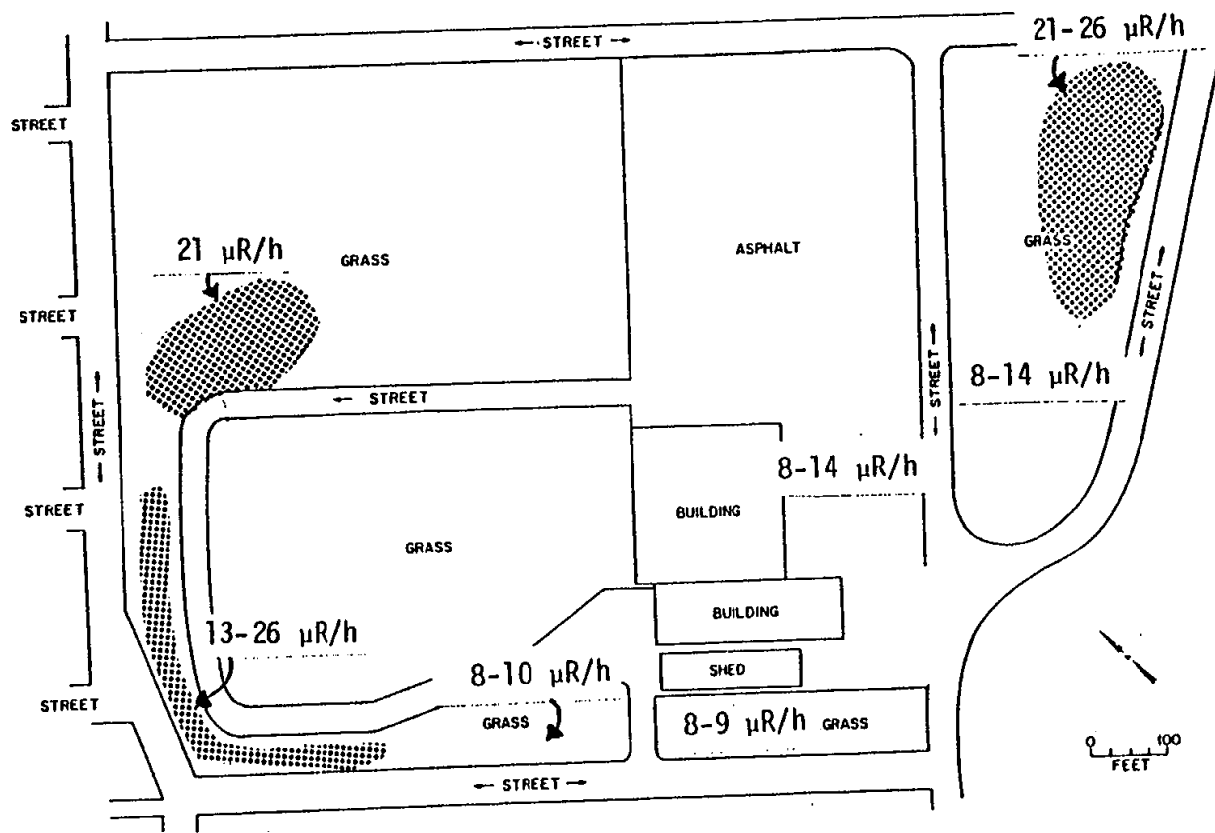 21-26 µR/h
← STREET →
STREET
21 µR/h
GRASS
ASPHALT
GRASS
STREET
← STREET →
8-14 µR/h
← STREET
← STREET →
← STREET →
8-14 µR/h
STREET
BUILDING
GRASS
BUILDING
13-26 µR/h
SHED
8-10 µR/h
STREET
GRASS
8-9 µR/h GRASS
0 100
FEET
← STREET →